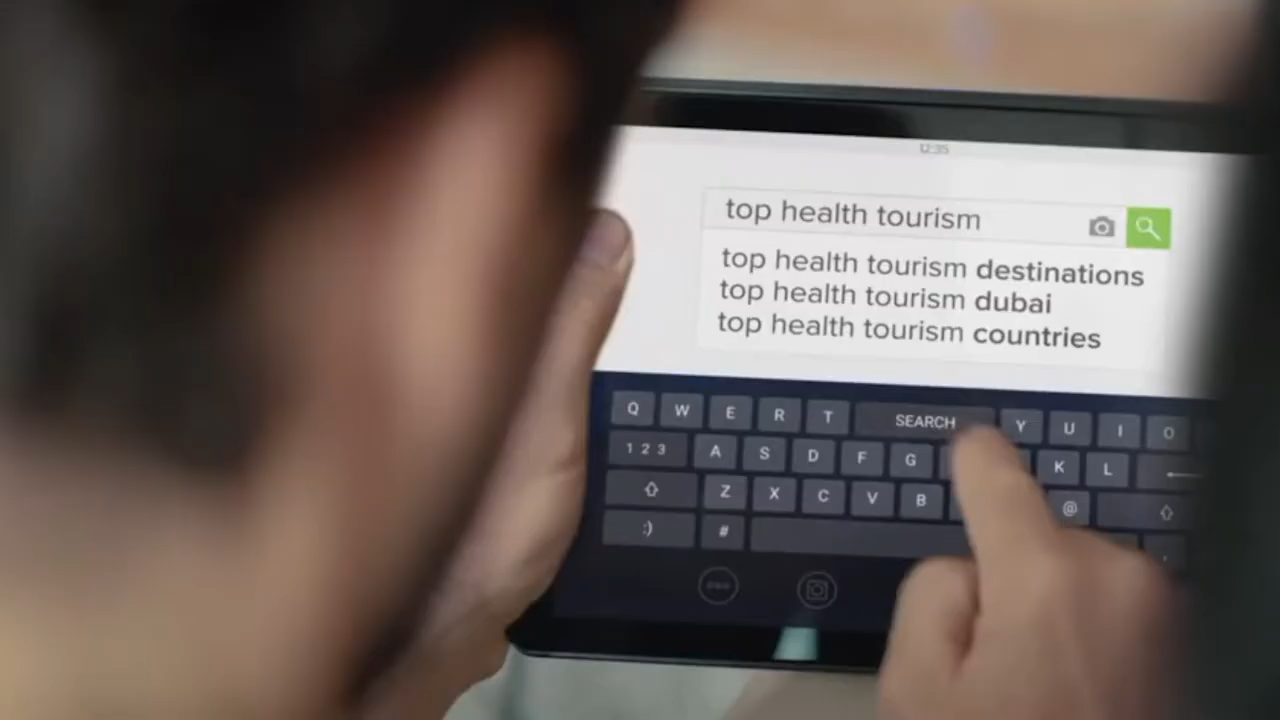 12:35
top health tourism
top health tourism destinations
top health tourism dubai
top health tourism countries
Q W E R T SEARCH Y U I O
1 2 3 A S D F G K L
Z X C V B @
:) #